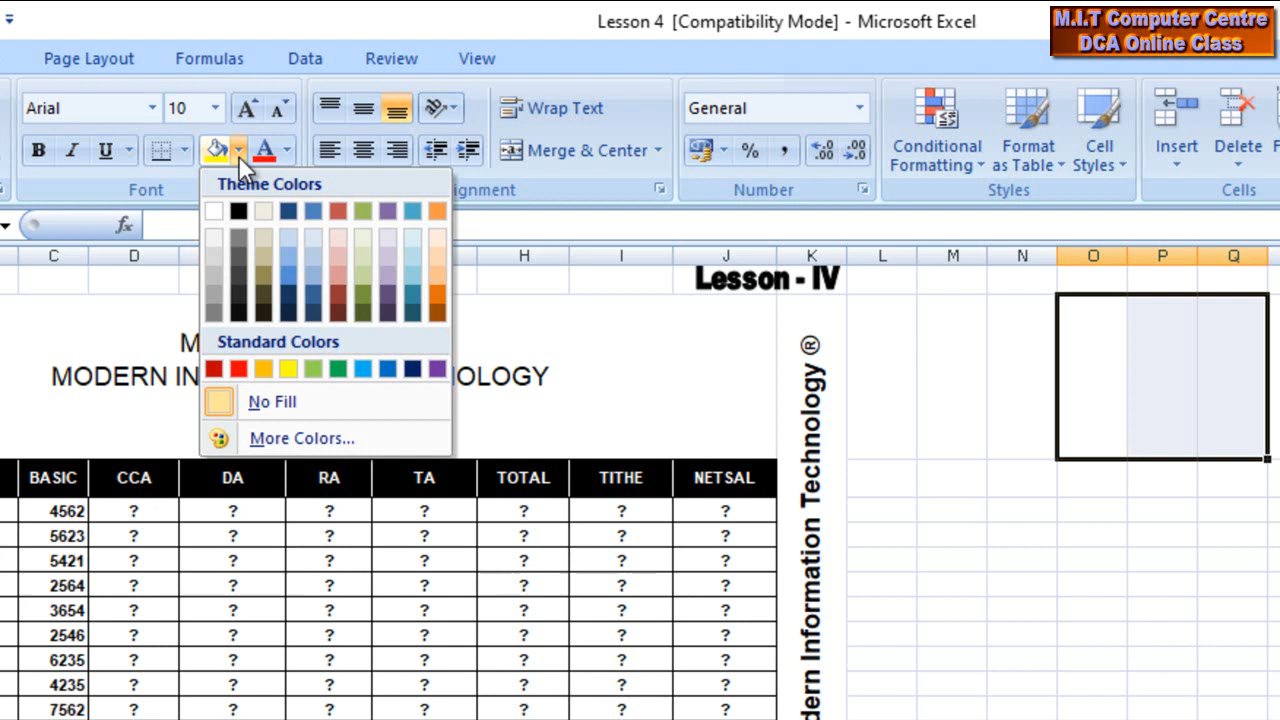 Lesson 4 [Compatibility Mode] - Microsoft Excel
M.I.T Computer Centre
DCA Online Class
Page Layout Formulas Data Review View
Arial 10 A A Wrap Text General
B I U A Merge & Center % , .00 .00
Conditional Formatting Format as Table Cell Styles Insert Delete
Font Alignment Number Styles Cells
Theme Colors
Standard Colors
No Fill
More Colors...
fx
C D H I J K L M N O P Q
Lesson - IV
M
MODERN IN OLOGY
dern Information Technology ®
BASIC CCA DA RA TA TOTAL TITHE NETSAL
4562 ? ? ? ? ? ? ?
5623 ? ? ? ? ? ? ?
5421 ? ? ? ? ? ? ?
2564 ? ? ? ? ? ? ?
3654 ? ? ? ? ? ? ?
2546 ? ? ? ? ? ? ?
6235 ? ? ? ? ? ? ?
4235 ? ? ? ? ? ? ?
7562 ? ? ? ? ? ? ?